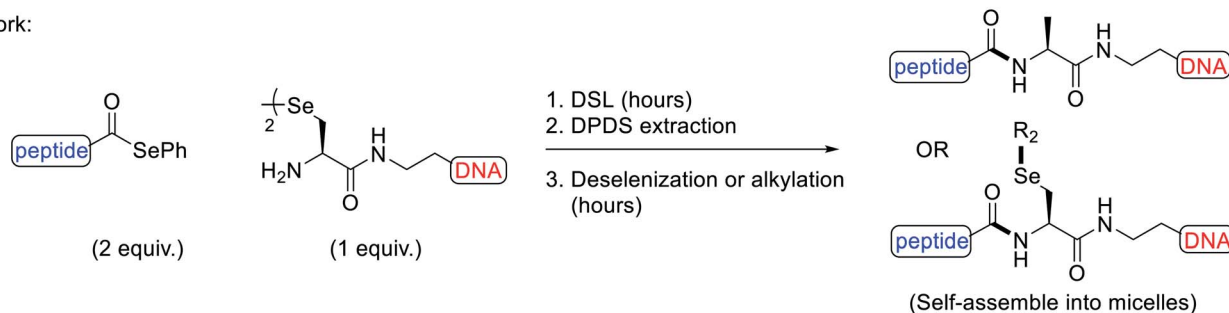 ork:
peptide
O
SePh
(2 equiv.)
2
Se
H2N
O
H
N
DNA
(1 equiv.)
1. DSL (hours)
2. DPDS extraction
3. Deselenization or alkylation
(hours)
peptide
O
N
H
O
H
N
DNA
OR
R2
Se
peptide
O
N
H
O
H
N
DNA
(Self-assemble into micelles)